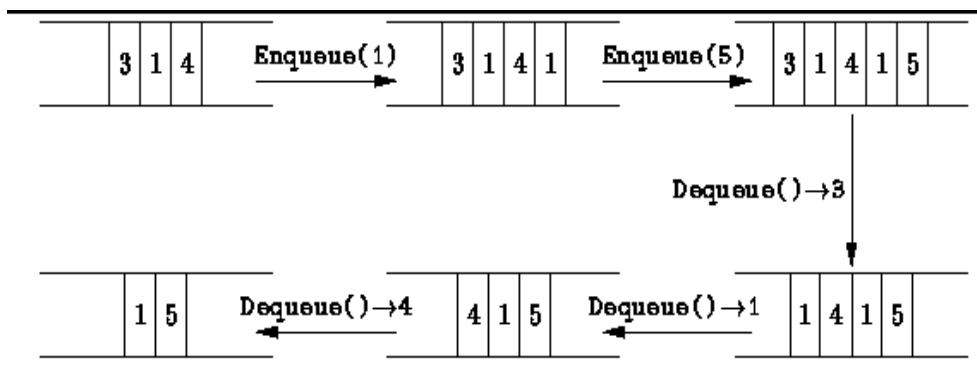 3 1 4 Enqueue(1) 3 1 4 1 Enqueue(5) 3 1 4 1 5
Dequeue()→3
1 5 Dequeue()→4 4 1 5 Dequeue()→1 1 4 1 5